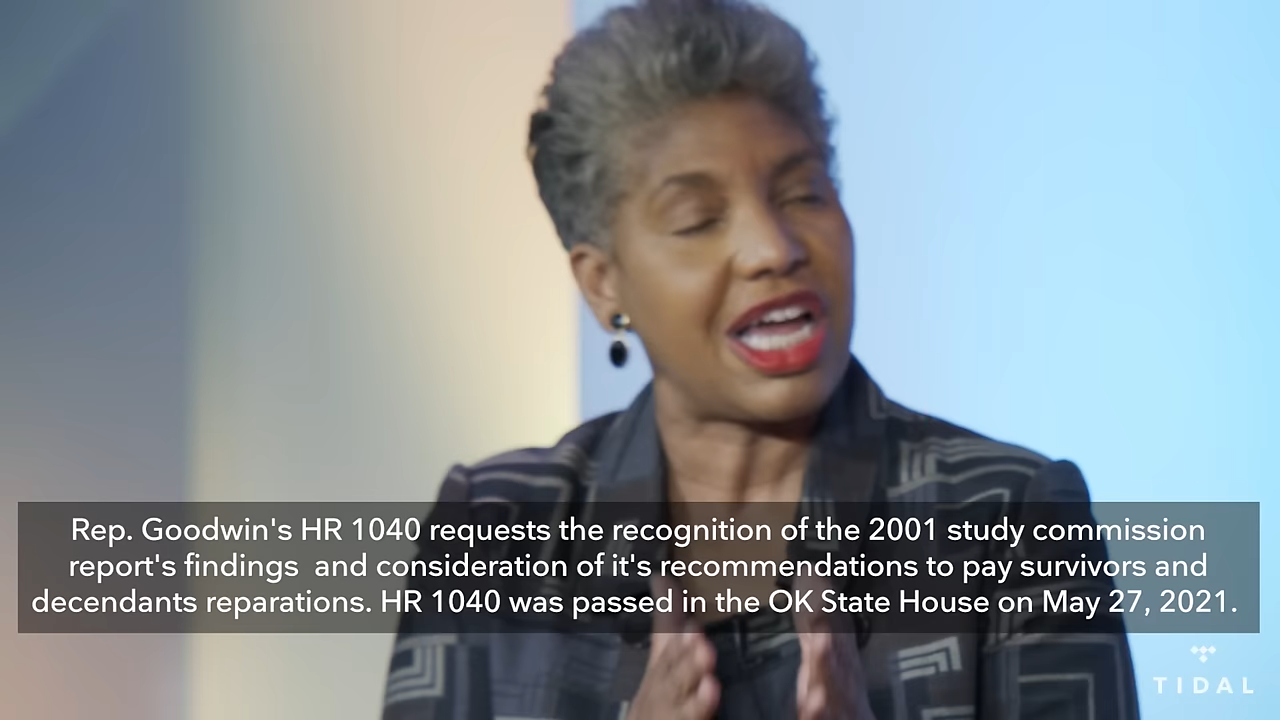 Rep. Goodwin's HR 1040 requests the recognition of the 2001 study commission
report's findings  and consideration of it's recommendations to pay survivors and
decendants reparations. HR 1040 was passed in the OK State House on May 27, 2021.
TIDAL